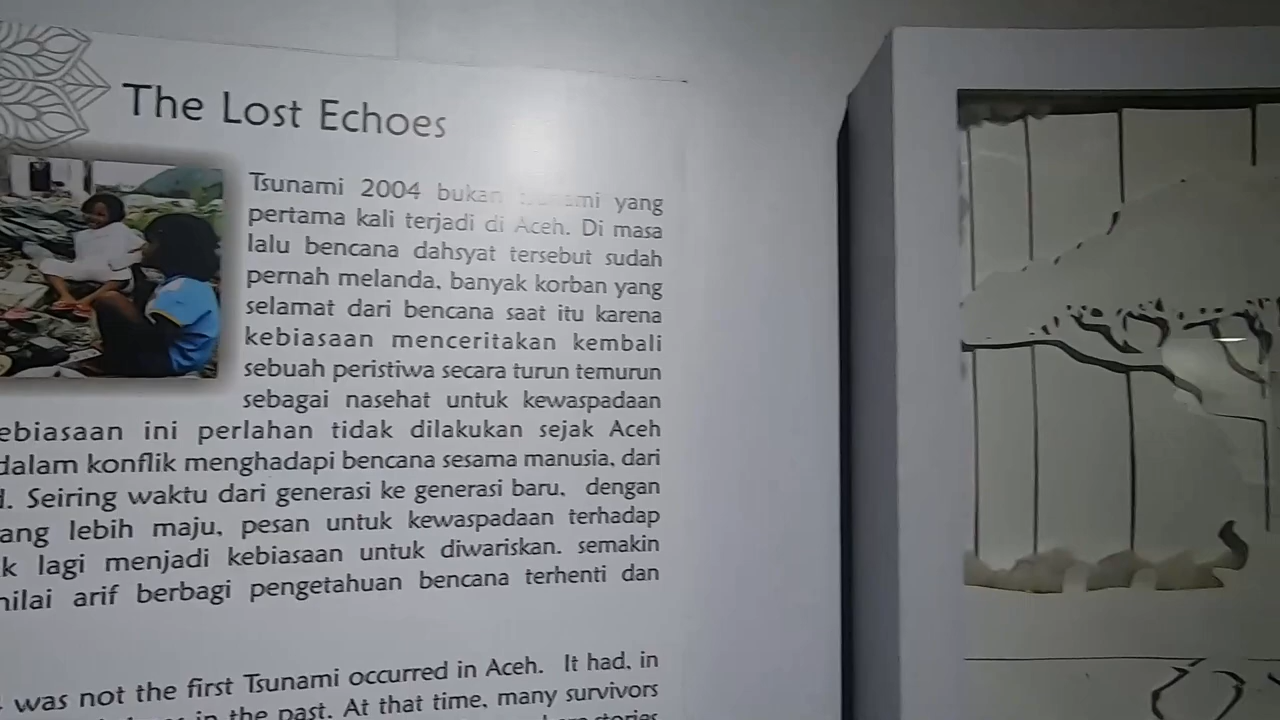 The Lost Echoes
Tsunami 2004 bukan tsunami yang
pertama kali terjadi di Aceh. Di masa
lalu bencana dahsyat tersebut sudah
pernah melanda, banyak korban yang
selamat dari bencana saat itu karena
kebiasaan menceritakan kembali
sebuah peristiwa secara turun temurun
sebagai nasehat untuk kewaspadaan
ebiasaan ini perlahan tidak dilakukan sejak Aceh
dalam konflik menghadapi bencana sesama manusia, dari
. Seiring waktu dari generasi ke generasi baru, dengan
ang lebih maju, pesan untuk kewaspadaan terhadap
k lagi menjadi kebiasaan untuk diwariskan. semakin
nilai arif berbagi pengetahuan bencana terhenti dan
was not the first Tsunami occurred in Aceh. It had, in
in the past. At that time, many survivors
stories